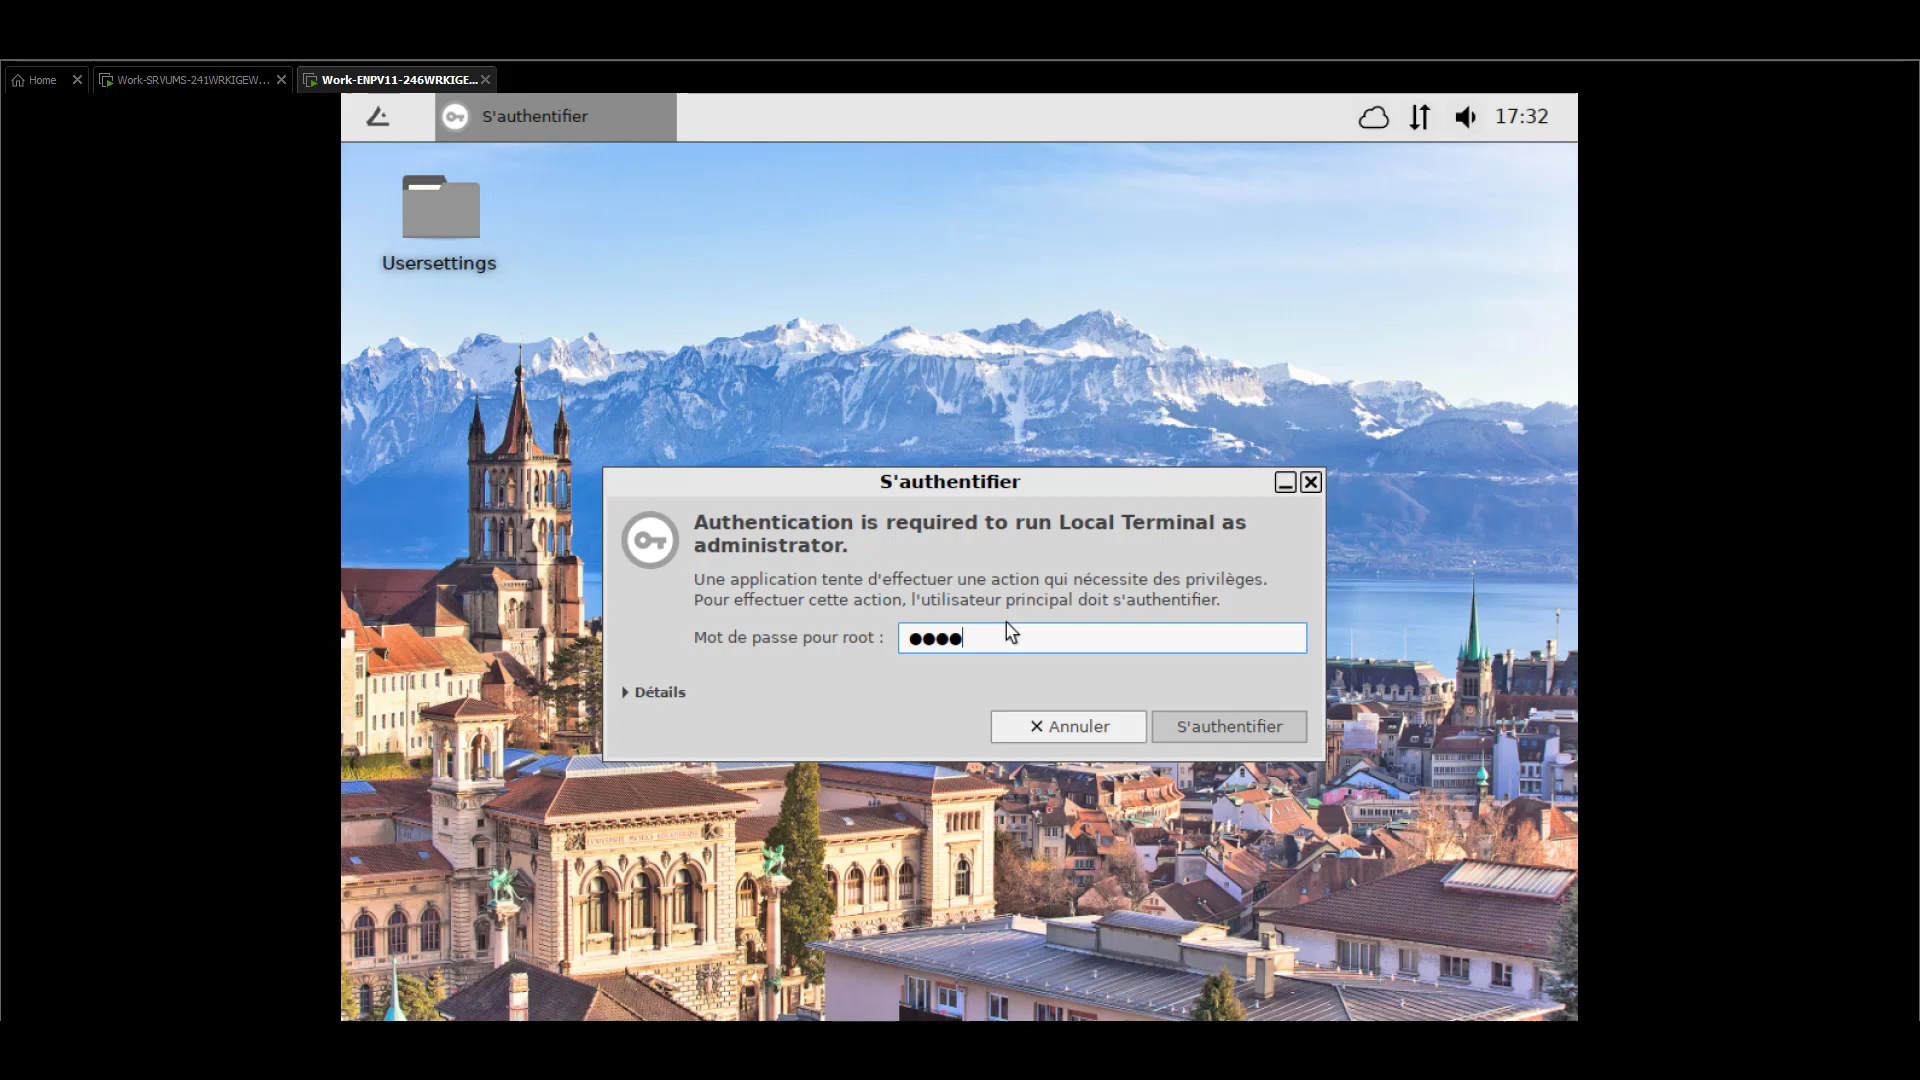 Home
Work-SRVUMS-241WRKIGEW...
Work-ENPV11-246WRKIGE...
S'authentifier
17:32
Usersettings
S'authentifier
Authentication is required to run Local Terminal as
administrator.
Une application tente d'effectuer une action qui nécessite des privilèges.
Pour effectuer cette action, l'utilisateur principal doit s'authentifier.
Mot de passe pour root :
Détails
Annuler
S'authentifier